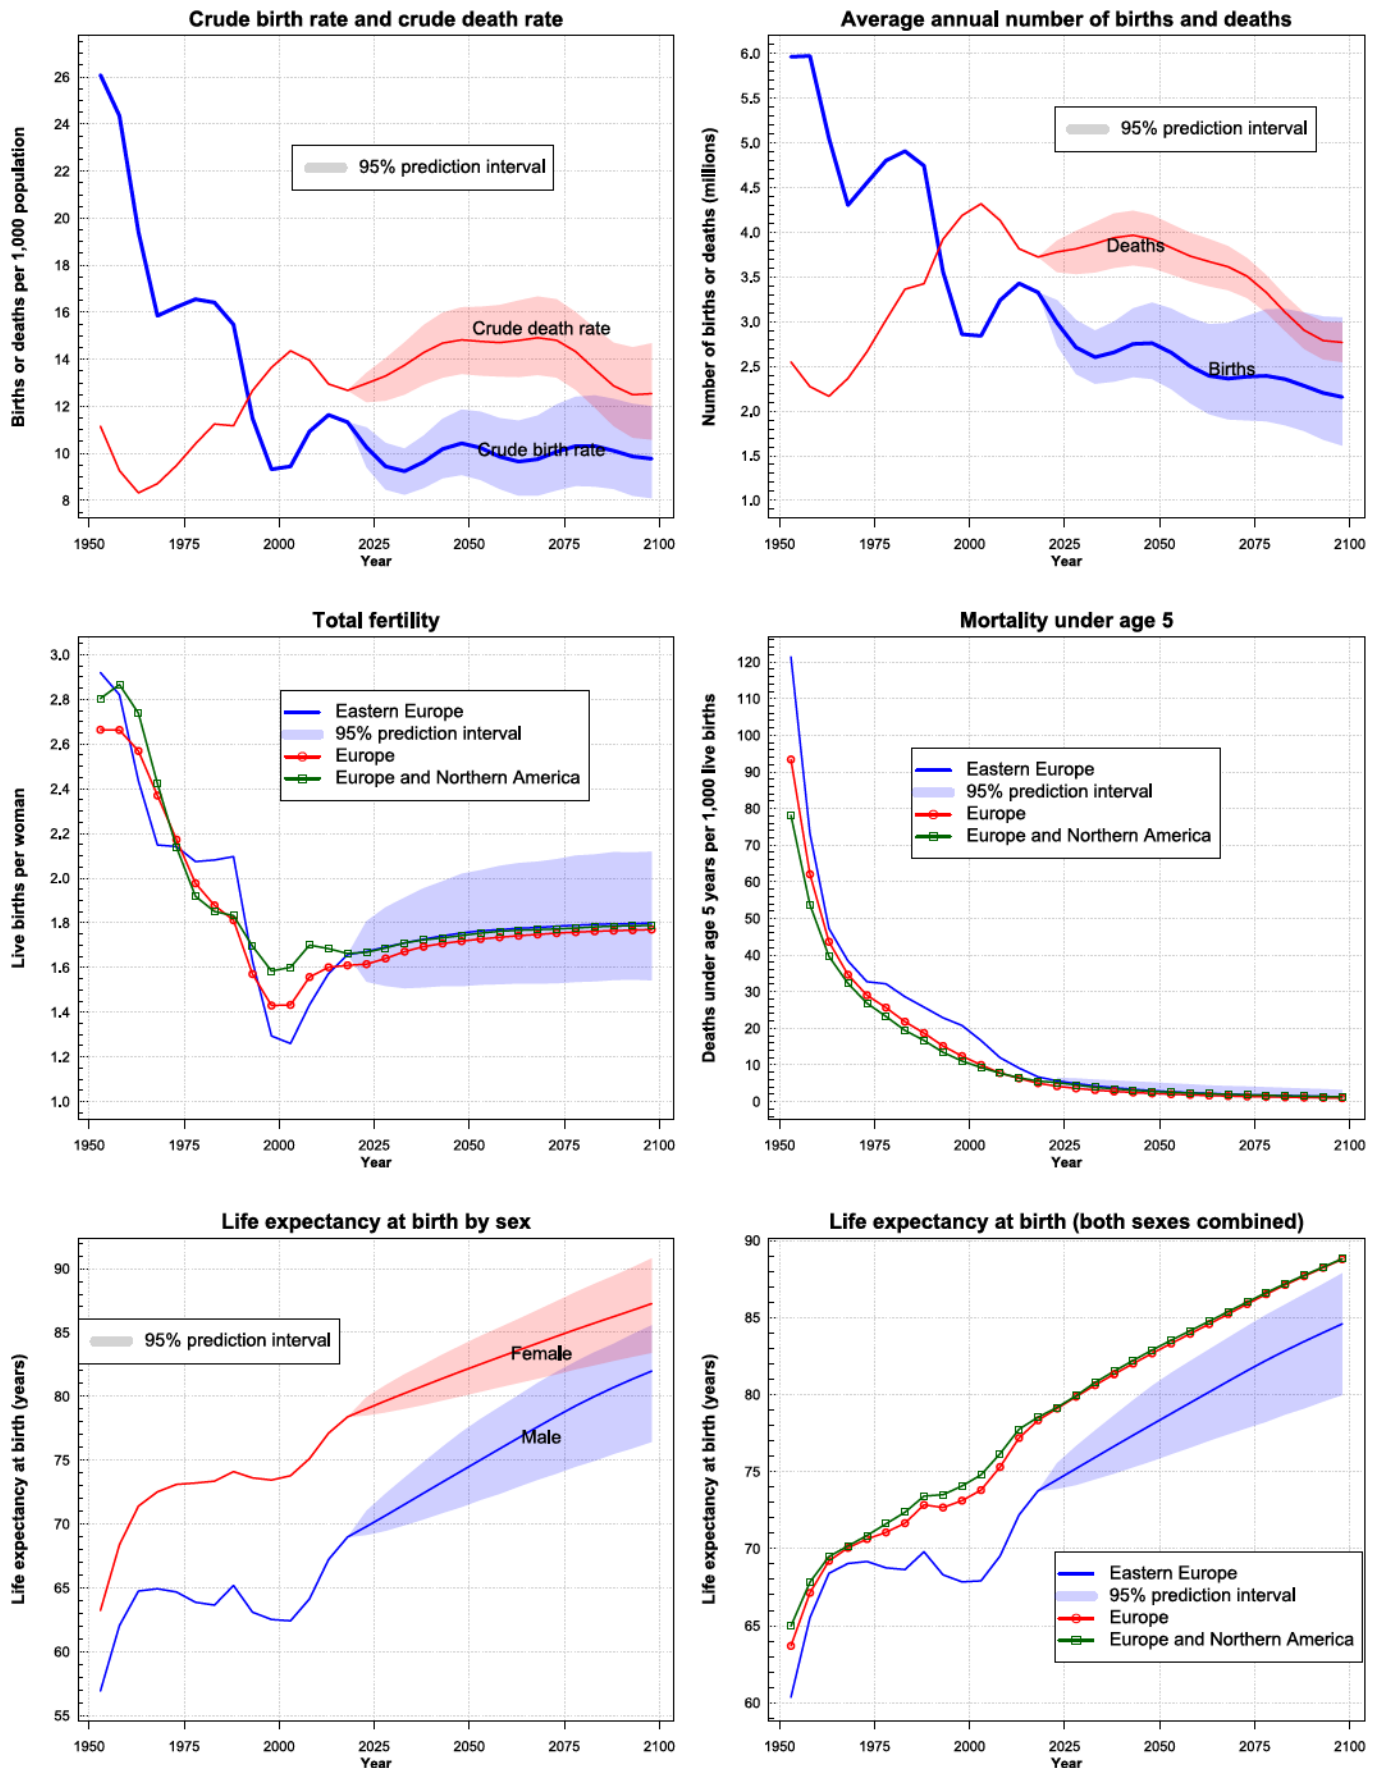 Crude birth rate and crude death rate
Births or deaths per 1,000 population
26
24
22
20
18
16
14
12
10
8
95% prediction interval
Crude death rate
Crude birth rate
1950 1975 2000 2025 2050 2075 2100
Year
Average annual number of births and deaths
Number of births or deaths (millions)
6.0
5.5
5.0
4.5
4.0
3.5
3.0
2.5
2.0
1.5
1.0
95% prediction interval
Deaths
Births
1950 1975 2000 2025 2050 2075 2100
Year
Total fertility
Live births per woman
3.0
2.8
2.6
2.4
2.2
2.0
1.8
1.6
1.4
1.2
1.0
Eastern Europe
95% prediction interval
Europe
Europe and Northern America
1950 1975 2000 2025 2050 2075 2100
Year
Mortality under age 5
Deaths under age 5 years per 1,000 live births
120
110
100
90
80
70
60
50
40
30
20
10
0
Eastern Europe
95% prediction interval
Europe
Europe and Northern America
1950 1975 2000 2025 2050 2075 2100
Year
Life expectancy at birth by sex
Life expectancy at birth (years)
90
85
80
75
70
65
60
55
95% prediction interval
Female
Male
1950 1975 2000 2025 2050 2075 2100
Year
Life expectancy at birth (both sexes combined)
Life expectancy at birth (years)
90
85
80
75
70
65
60
Eastern Europe
95% prediction interval
Europe
Europe and Northern America
1950 1975 2000 2025 2050 2075 2100
Year